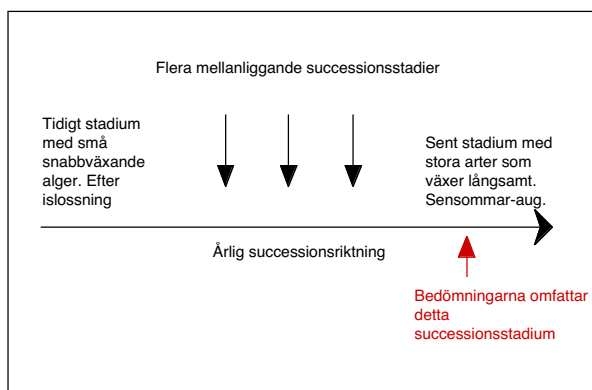 Flera mellanliggande successionsstadier
Tidigt stadium
med små
snabbväxande
alger. Efter
islossning
Sent stadium med
stora arter som
växer långsamt.
Sensommar-aug.
Årlig successionsriktning
Bedömningarna omfattar
detta
successionsstadium